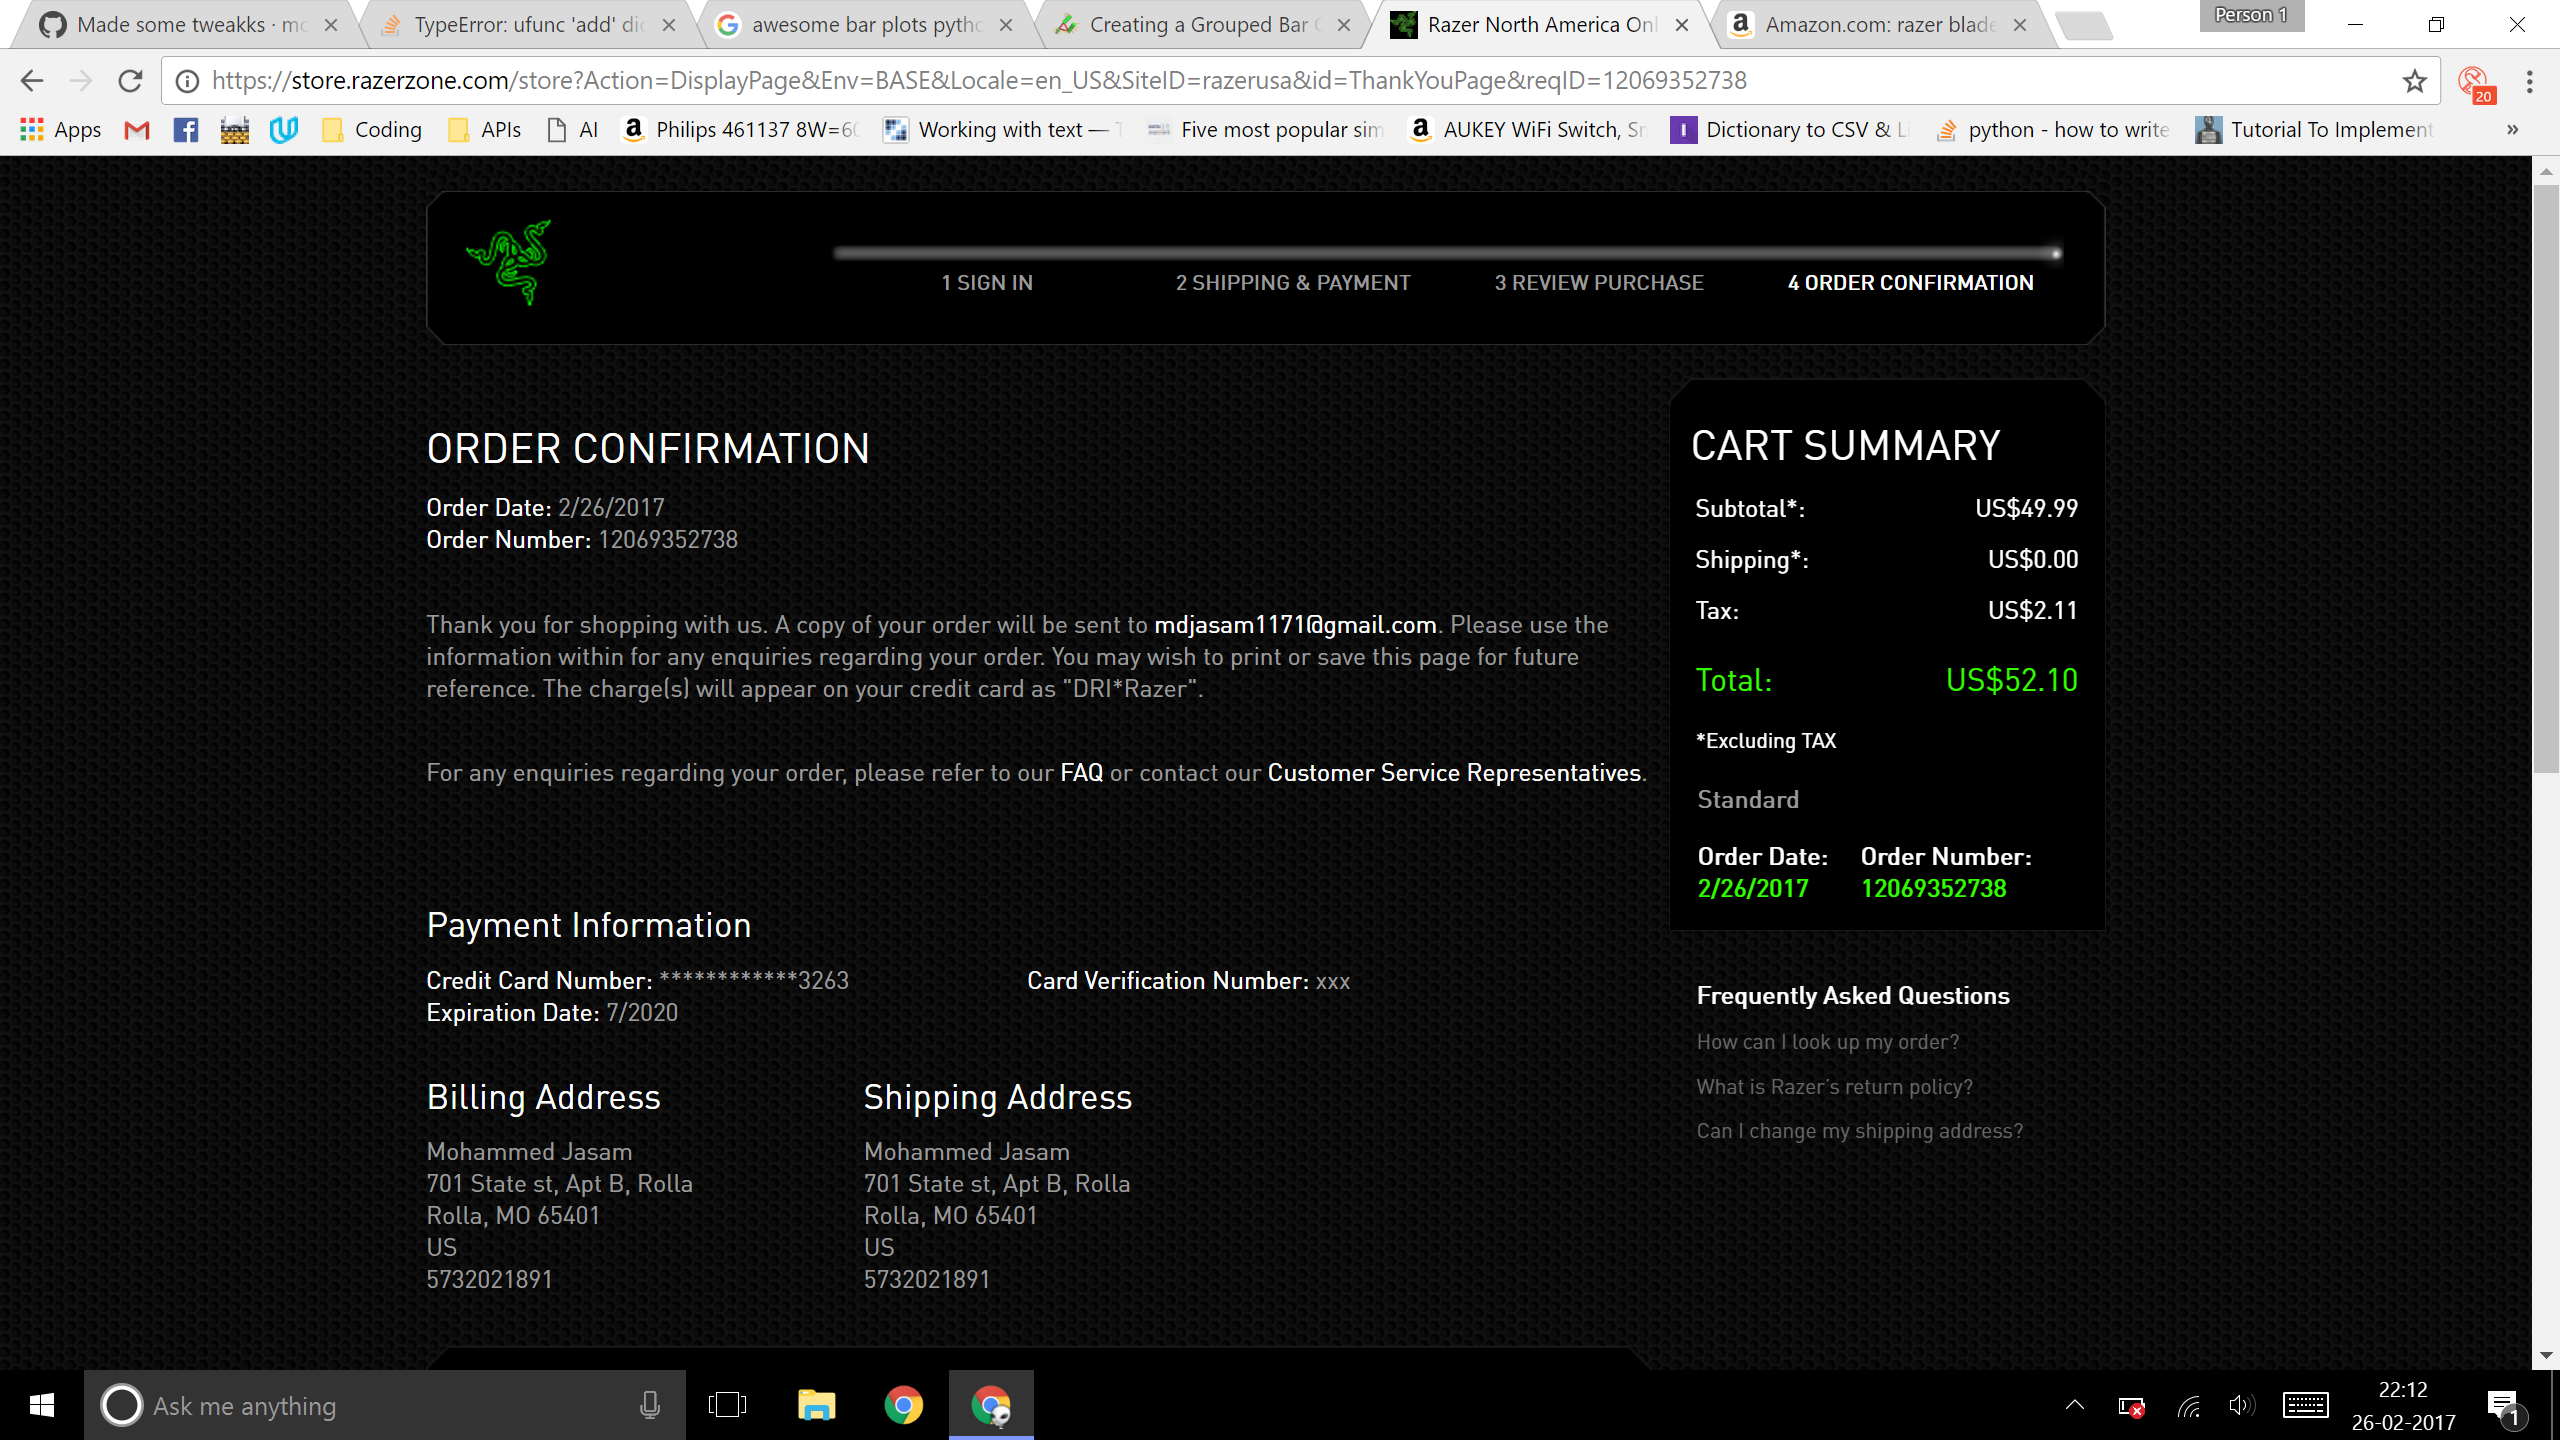 Made some tweakks · mc
TypeError: ufunc 'add' dic
awesome bar plots pytho
Creating a Grouped Bar C
Razer North America Onl
Amazon.com: razer blade
Person 1
https://store.razerzone.com/store?Action=DisplayPage&Env=BASE&Locale=en_US&SiteID=razerusa&id=ThankYouPage&reqID=12069352738
20
Apps
Coding
APIs
AI
Philips 461137 8W=60
Working with text — T
Five most popular sim
AUKEY WiFi Switch, Sm
Dictionary to CSV & Li
python - how to write
Tutorial To Implement
»
1 SIGN IN
2 SHIPPING & PAYMENT
3 REVIEW PURCHASE
4 ORDER CONFIRMATION
ORDER CONFIRMATION
Order Date: 2/26/2017
Order Number: 12069352738
Thank you for shopping with us. A copy of your order will be sent to mdjasam1171@gmail.com. Please use the
information within for any enquiries regarding your order. You may wish to print or save this page for future
reference. The charge(s) will appear on your credit card as "DRI*Razer".
For any enquiries regarding your order, please refer to our FAQ or contact our Customer Service Representatives.
Payment Information
Credit Card Number: ************3263
Card Verification Number: xxx
Expiration Date: 7/2020
Billing Address
Mohammed Jasam
701 State st, Apt B, Rolla
Rolla, MO 65401
US
5732021891
Shipping Address
Mohammed Jasam
701 State st, Apt B, Rolla
Rolla, MO 65401
US
5732021891
CART SUMMARY
Subtotal*: US$49.99
Shipping*: US$0.00
Tax: US$2.11
Total: US$52.10
*Excluding TAX
Standard
Order Date: Order Number:
2/26/2017 12069352738
Frequently Asked Questions
How can I look up my order?
What is Razer’s return policy?
Can I change my shipping address?
Ask me anything
22:12
26-02-2017
1